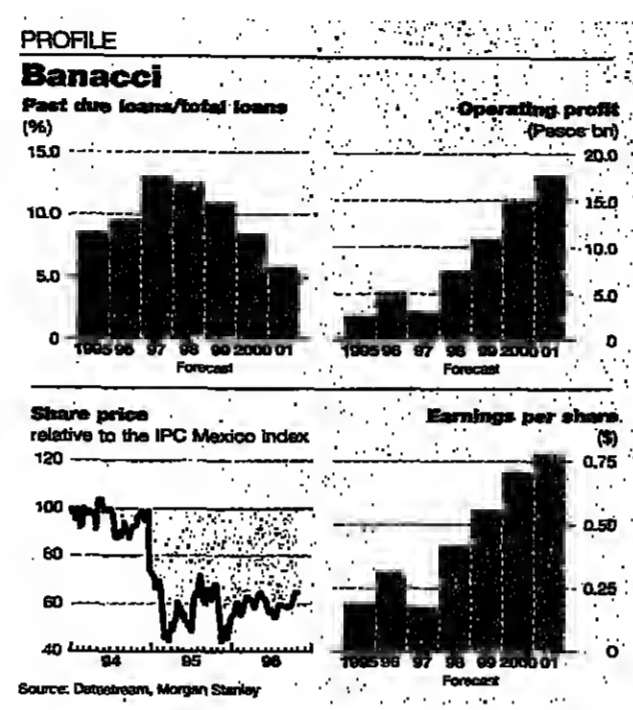 PROFILE
Banacci
Past due loans/total loans
(%)
15.0
10.0
5.0
0
1995 96 97 98 99 2000 01
Forecast
Operating profit
(Pesos bn)
20.0
15.0
10.0
5.0
0
1995 96 97 98 99 2000 01
Forecast
Share price
relative to the IPC Mexico index
120
100
80
60
40
94 95 96
Earnings per share
($)
0.75
0.50
0.25
0
1995 96 97 98 99 2000 01
Forecast
Source: Datastream, Morgan Stanley